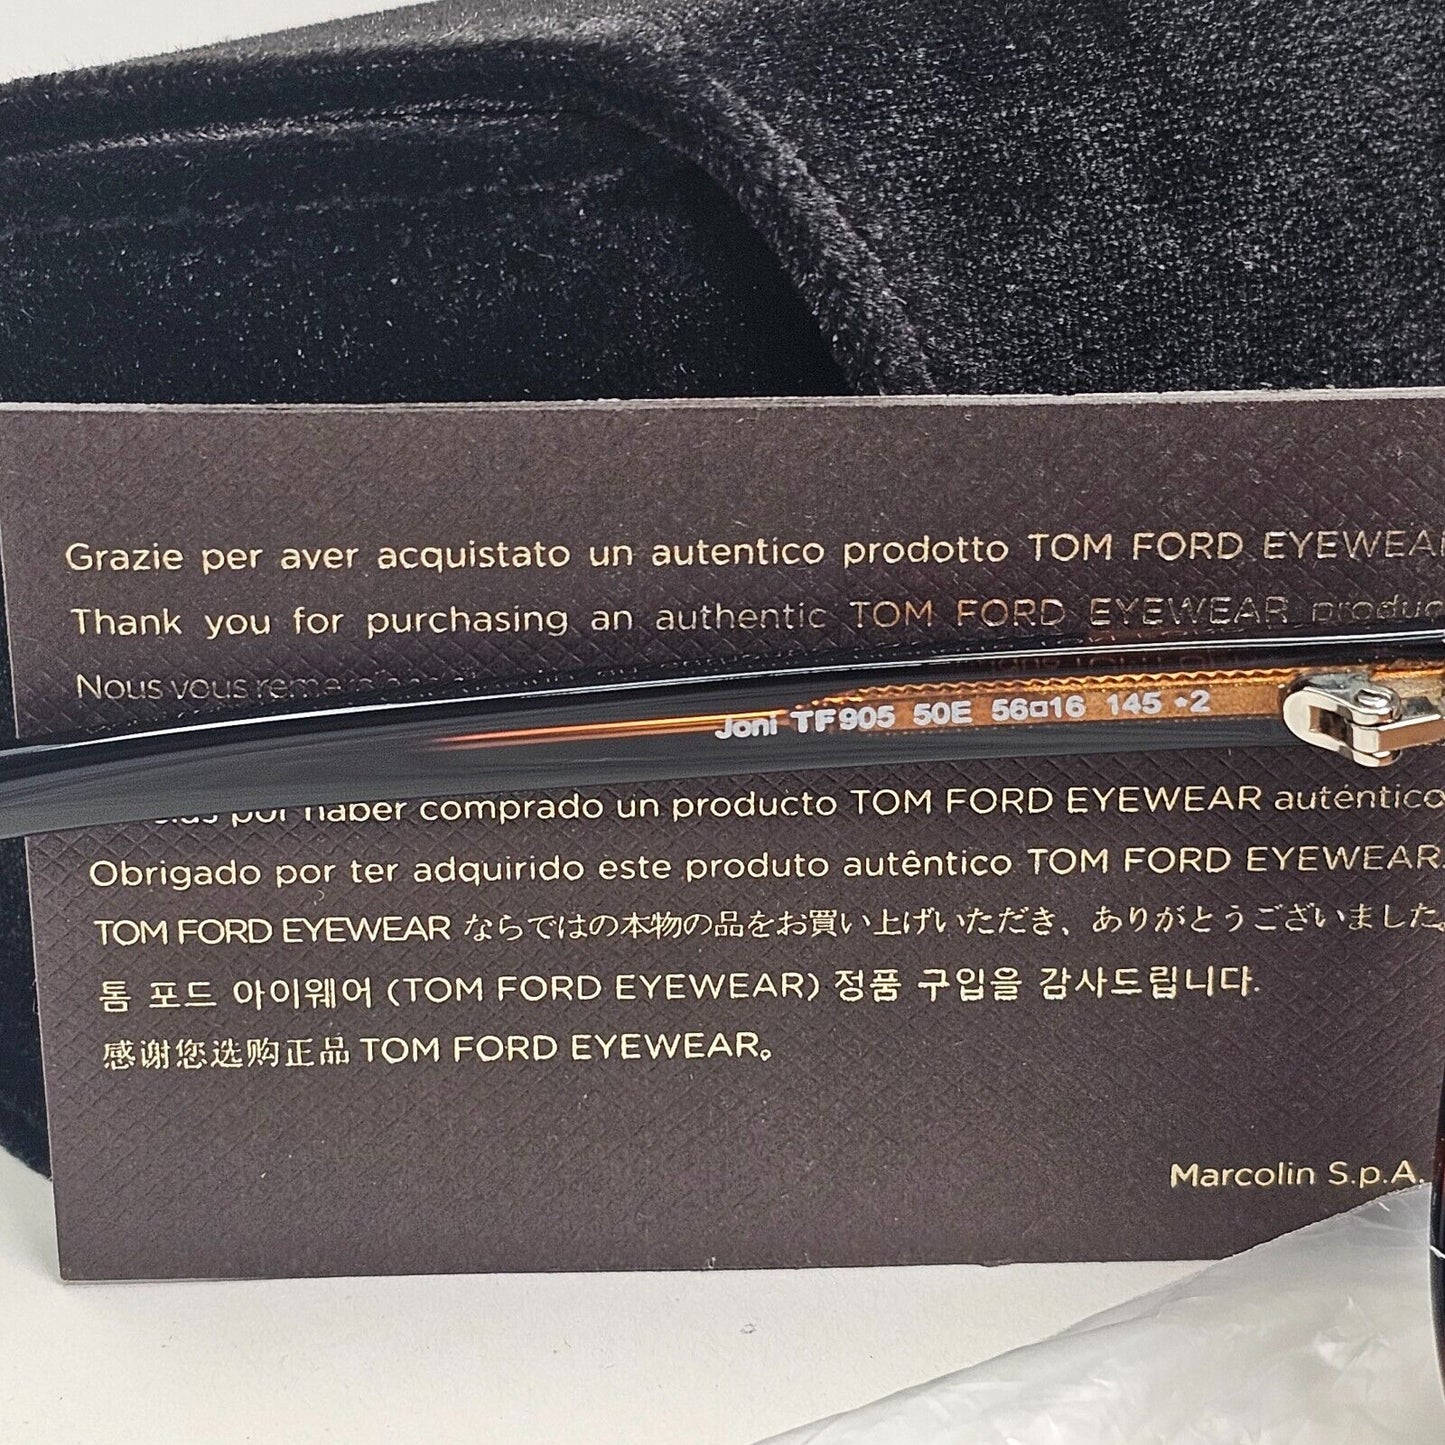 Grazie per aver acquistato un autentico prodotto TOM FORD EYEWEAR
Thank you for purchasing an authentic TOM FORD EYEWEAR produc
Nous vous
Joni TF905 50E 56□16 145 *2
por haber comprado un producto TOM FORD EYEWEAR auténtico
Obrigado por ter adquirido este produto autêntico TOM FORD EYEWEAR
TOM FORD EYEWEAR ならではの本物の品をお買い上げいただき、ありがとうございました。
톰 포드 아이웨어 (TOM FORD EYEWEAR) 정품 구입을 감사드립니다.
感谢您选购正品 TOM FORD EYEWEAR。
Marcolin S.p.A.